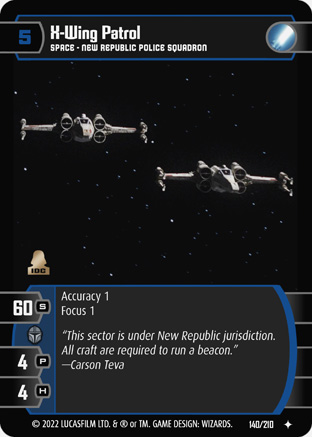 5
X-Wing Patrol
SPACE - NEW REPUBLIC POLICE SQUADRON
IDC
60 S
Accuracy 1
Focus 1
“This sector is under New Republic jurisdiction.
All craft are required to run a beacon.”
—Carson Teva
4 P
4 H
© 2022 LUCASFILM LTD. & ® or TM. GAME DESIGN: WIZARDS. 140/210